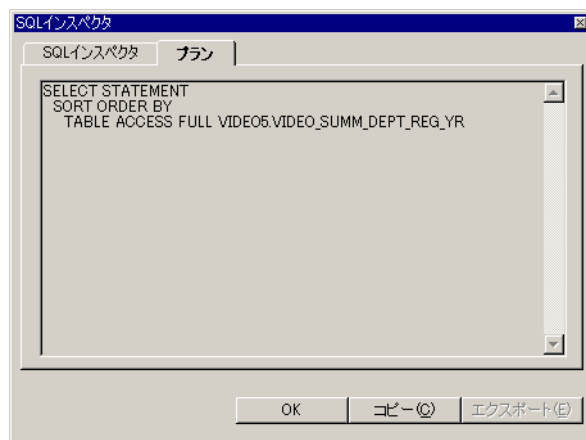 SQLインスペクタ
SQLインスペクタ
プラン
SELECT STATEMENT
SORT ORDER BY
TABLE ACCESS FULL VIDEO5.VIDEO_SUMM_DEPT_REG_YR
OK
コピー(C)
エクスポート(E)